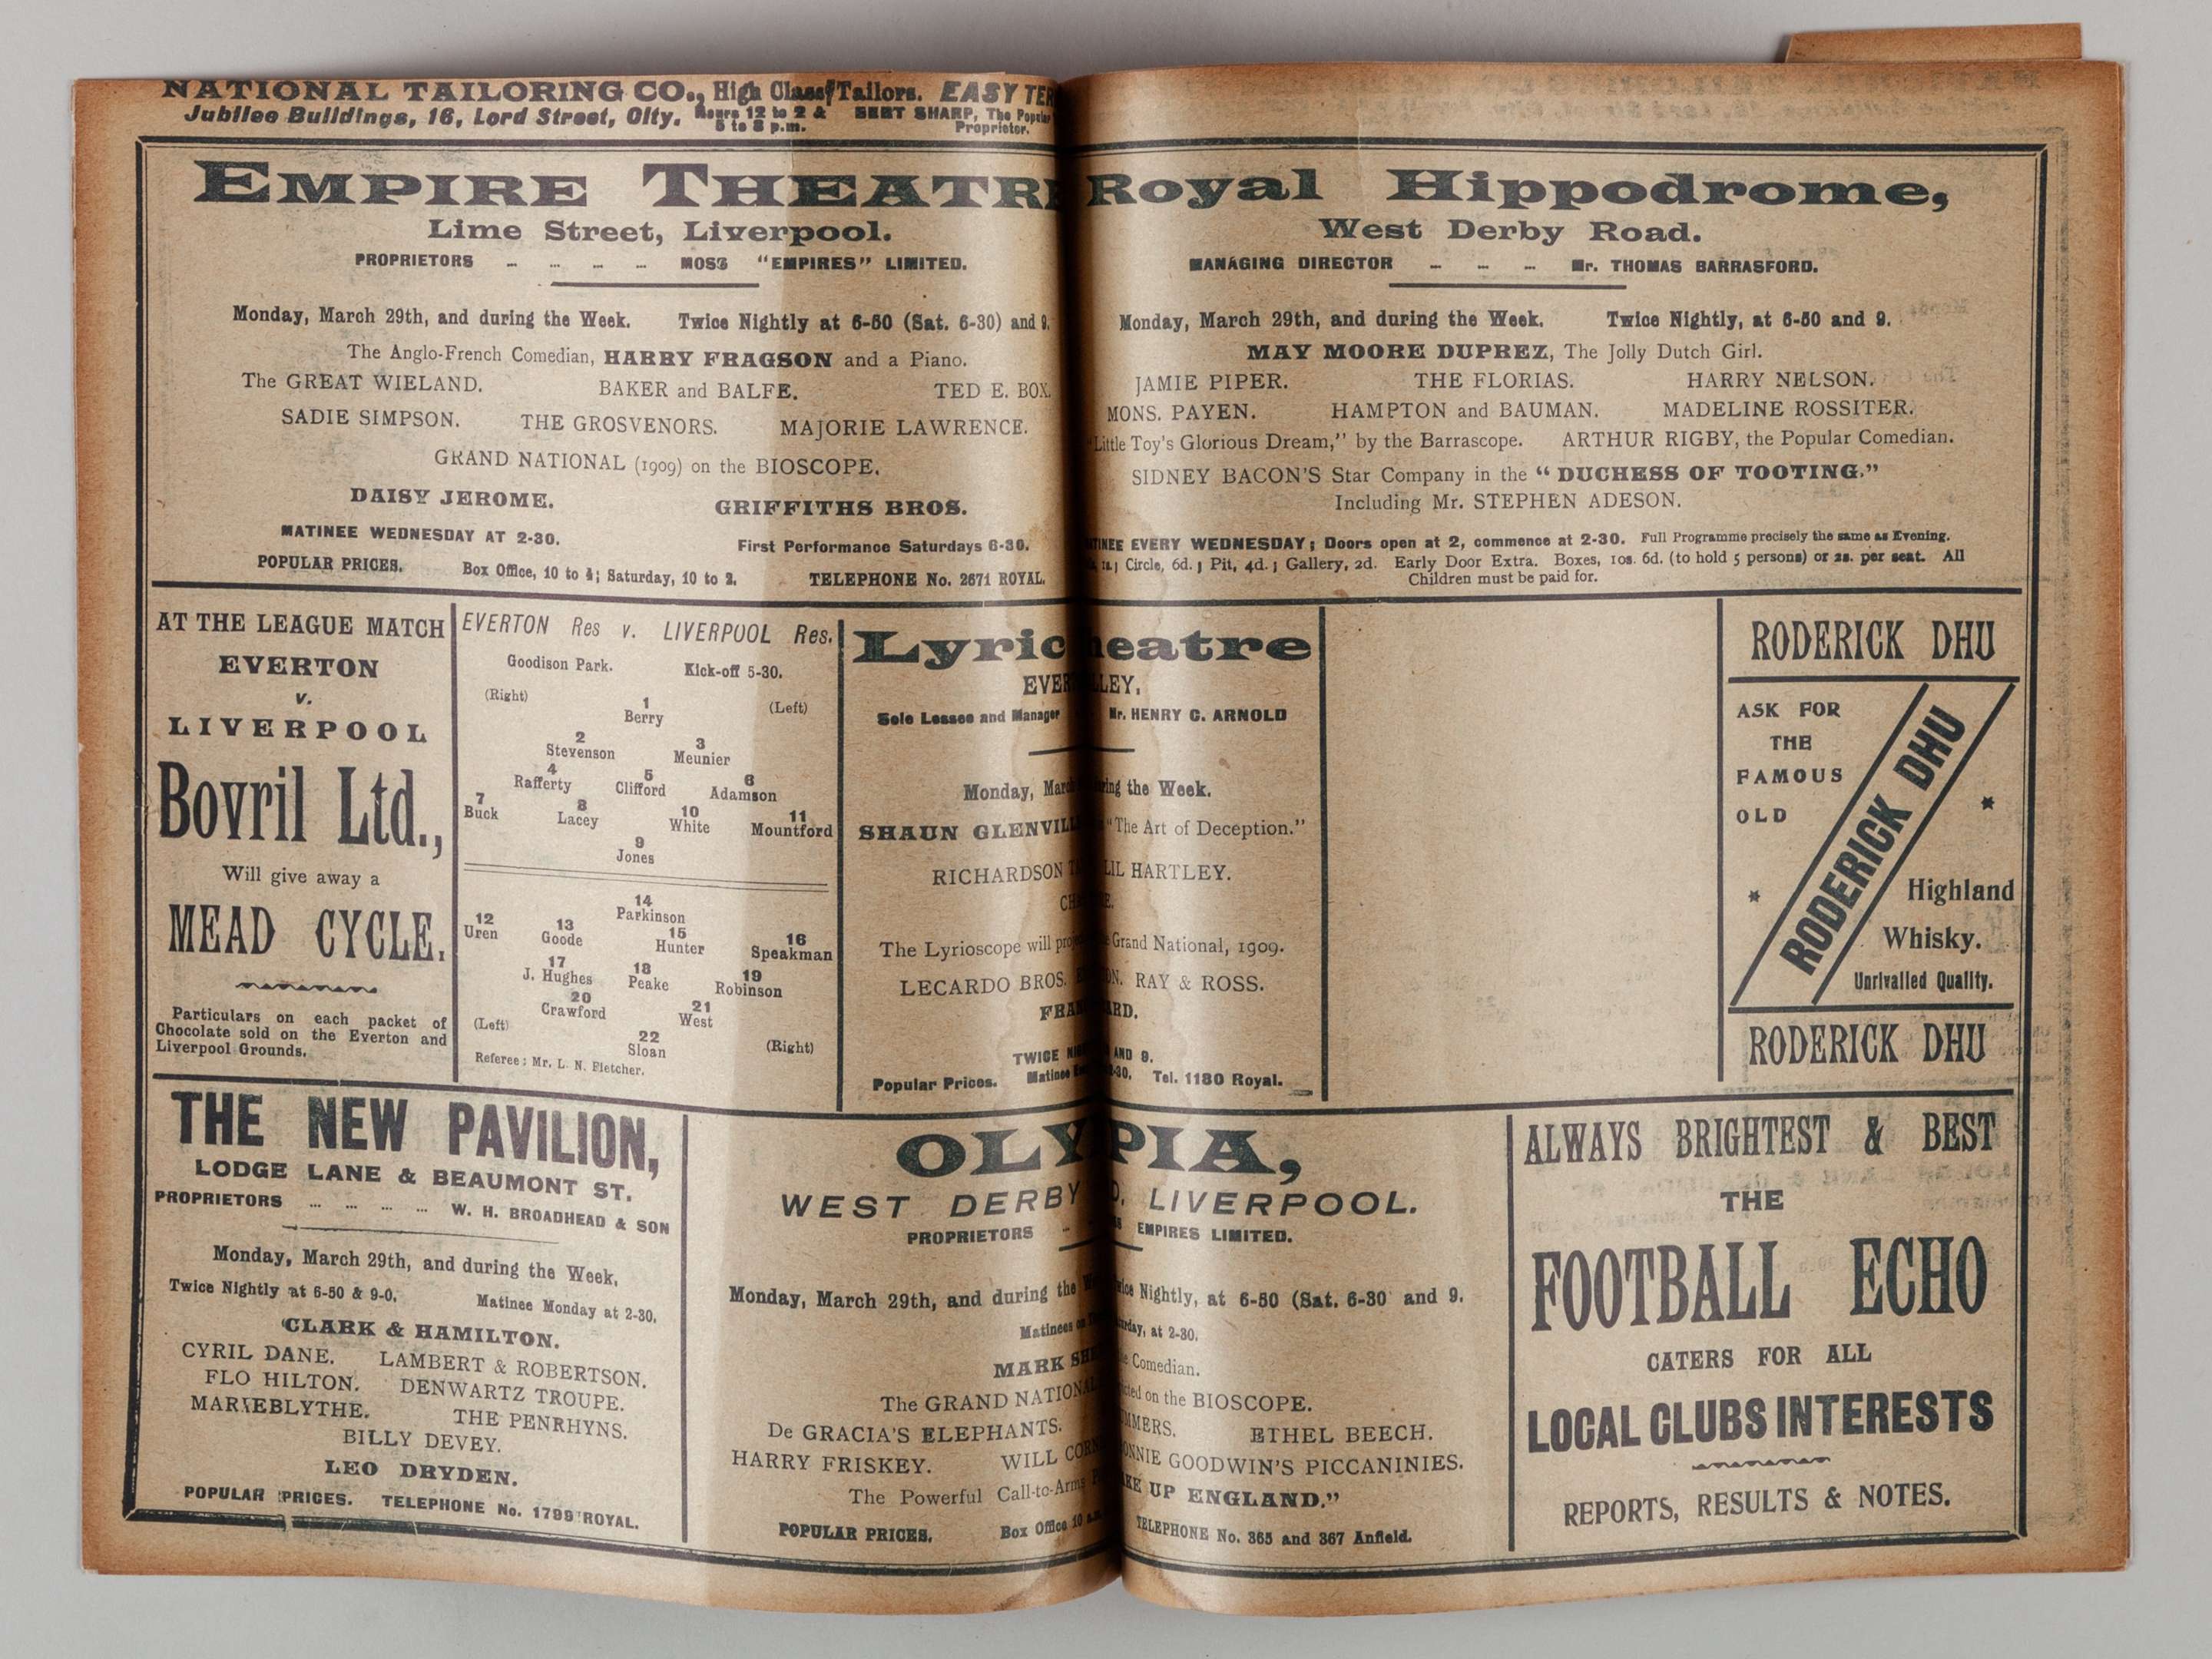 NATIONAL TAILORING CO., High Class Tailors. EASY
Jubilee Buildings, 16, Lord Street, City. Hours 12 to 2 & 5 to 8 p.m. BERT SHARP, The Popular Proprietor.
EMPIRE THEATRE
Lime Street, Liverpool.
PROPRIETORS - - - - MOSS "EMPIRES" LIMITED.
Monday, March 29th, and during the Week. Twice Nightly at 6-50 (Sat. 6-30) and 9.
The Anglo-French Comedian, HARRY FRAGSON and a Piano.
The GREAT WIELAND. BAKER and BALFE. TED E. BOX.
SADIE SIMPSON. THE GROSVENORS. MAJORIE LAWRENCE.
GRAND NATIONAL (1909) on the BIOSCOPE.
DAISY JEROME. GRIFFITHS BROS.
MATINEE WEDNESDAY AT 2-30. First Performance Saturdays 6-30.
POPULAR PRICES. Box Office, 10 to 4; Saturday, 10 to 2. TELEPHONE No. 2671 ROYAL.
Royal Hippodrome,
West Derby Road.
MANAGING DIRECTOR - - - Mr. THOMAS BARRASFORD.
Monday, March 29th, and during the Week. Twice Nightly, at 6-50 and 9.
MAY MOORE DUPREZ, The Jolly Dutch Girl.
JAMIE PIPER. THE FLORIAS. HARRY NELSON.
MONS. PAYEN. HAMPTON and BAUMAN. MADELINE ROSSITER.
"Little Toy's Glorious Dream," by the Barrascope. ARTHUR RIGBY, the Popular Comedian.
SIDNEY BACON'S Star Company in the "DUCHESS OF TOOTING."
Including Mr. STEPHEN ADESON.
EVERY WEDNESDAY; Doors open at 2, commence at 2-30. Full Programme precisely the same as Evening.
1s.; Circle, 6d.; Pit, 4d.; Gallery, 2d. Early Door Extra. Boxes, 10s. 6d. (to hold 5 persons) or 2s. per seat. All
Children must be paid for.
AT THE LEAGUE MATCH
EVERTON
v.
LIVERPOOL
Bovril Ltd.,
Will give away a
MEAD CYCLE.
Particulars on each packet of
Chocolate sold on the Everton and
Liverpool Grounds.
EVERTON Res v. LIVERPOOL Res.
Goodison Park. Kick-off 5-30.
(Right) (Left)
1
Berry
2 3
Stevenson Meunier
4 5 6
Rafferty Clifford Adamson
7 8 10 11
Buck Lacey White Mountford
9
Jones
14
Parkinson
12 13 15 16
Uren Goode Hunter Speakman
17 18 19
J. Hughes Peake Robinson
20 21
Crawford West
(Left) 22 (Right)
Sloan
Referee: Mr. L. N. Fletcher.
Lyric eatre
Sole Lessee and Manager Mr. HENRY C. ARNOLD
Monday, the Week.
SHAUN "The Art of Deception."
RICHARDSON HARTLEY.
The Lyrioscope will Grand National, 1909.
LECARDO BROS. RAY & ROSS.
TWICE AND 9.
Popular Prices. Matinee Tel. 1180 Royal.
RODERICK DHU
ASK FOR
THE
FAMOUS
OLD
RODERICK DHU
Highland
Whisky.
Unrivalled Quality.
RODERICK DHU
THE NEW PAVILION,
LODGE LANE & BEAUMONT ST.
PROPRIETORS ... ... ... ... W. H. BROADHEAD & SON
Monday, March 29th, and during the Week,
Twice Nightly at 6-50 & 9-0. Matinee Monday at 2-30.
CLARK & HAMILTON.
CYRIL DANE. LAMBERT & ROBERTSON.
FLO HILTON. DENWARTZ TROUPE.
MARIEBLYTHE. THE PENRHYNS.
BILLY DEVEY.
LEO DRYDEN.
POPULAR PRICES. TELEPHONE No. 1799 ROYAL.
OLYPIA,
WEST DERBY LIVERPOOL.
PROPRIETORS EMPIRES LIMITED.
Monday, March 29th, and during the Nightly, at 6-50 (Sat. 6-30 and 9.
Matinees at 2-30.
MARK Comedian.
The GRAND on the BIOSCOPE.
De GRACIA'S ELEPHANTS. ETHEL BEECH.
HARRY FRISKEY. WILL GOODWIN'S PICCANINIES.
The Powerful Call-to-Arms UP ENGLAND."
POPULAR PRICES. Box Office 10 TELEPHONE No. 365 and 367 Anfield.
ALWAYS BRIGHTEST & BEST
THE
FOOTBALL ECHO
CATERS FOR ALL
LOCAL CLUBS INTERESTS
REPORTS, RESULTS & NOTES.